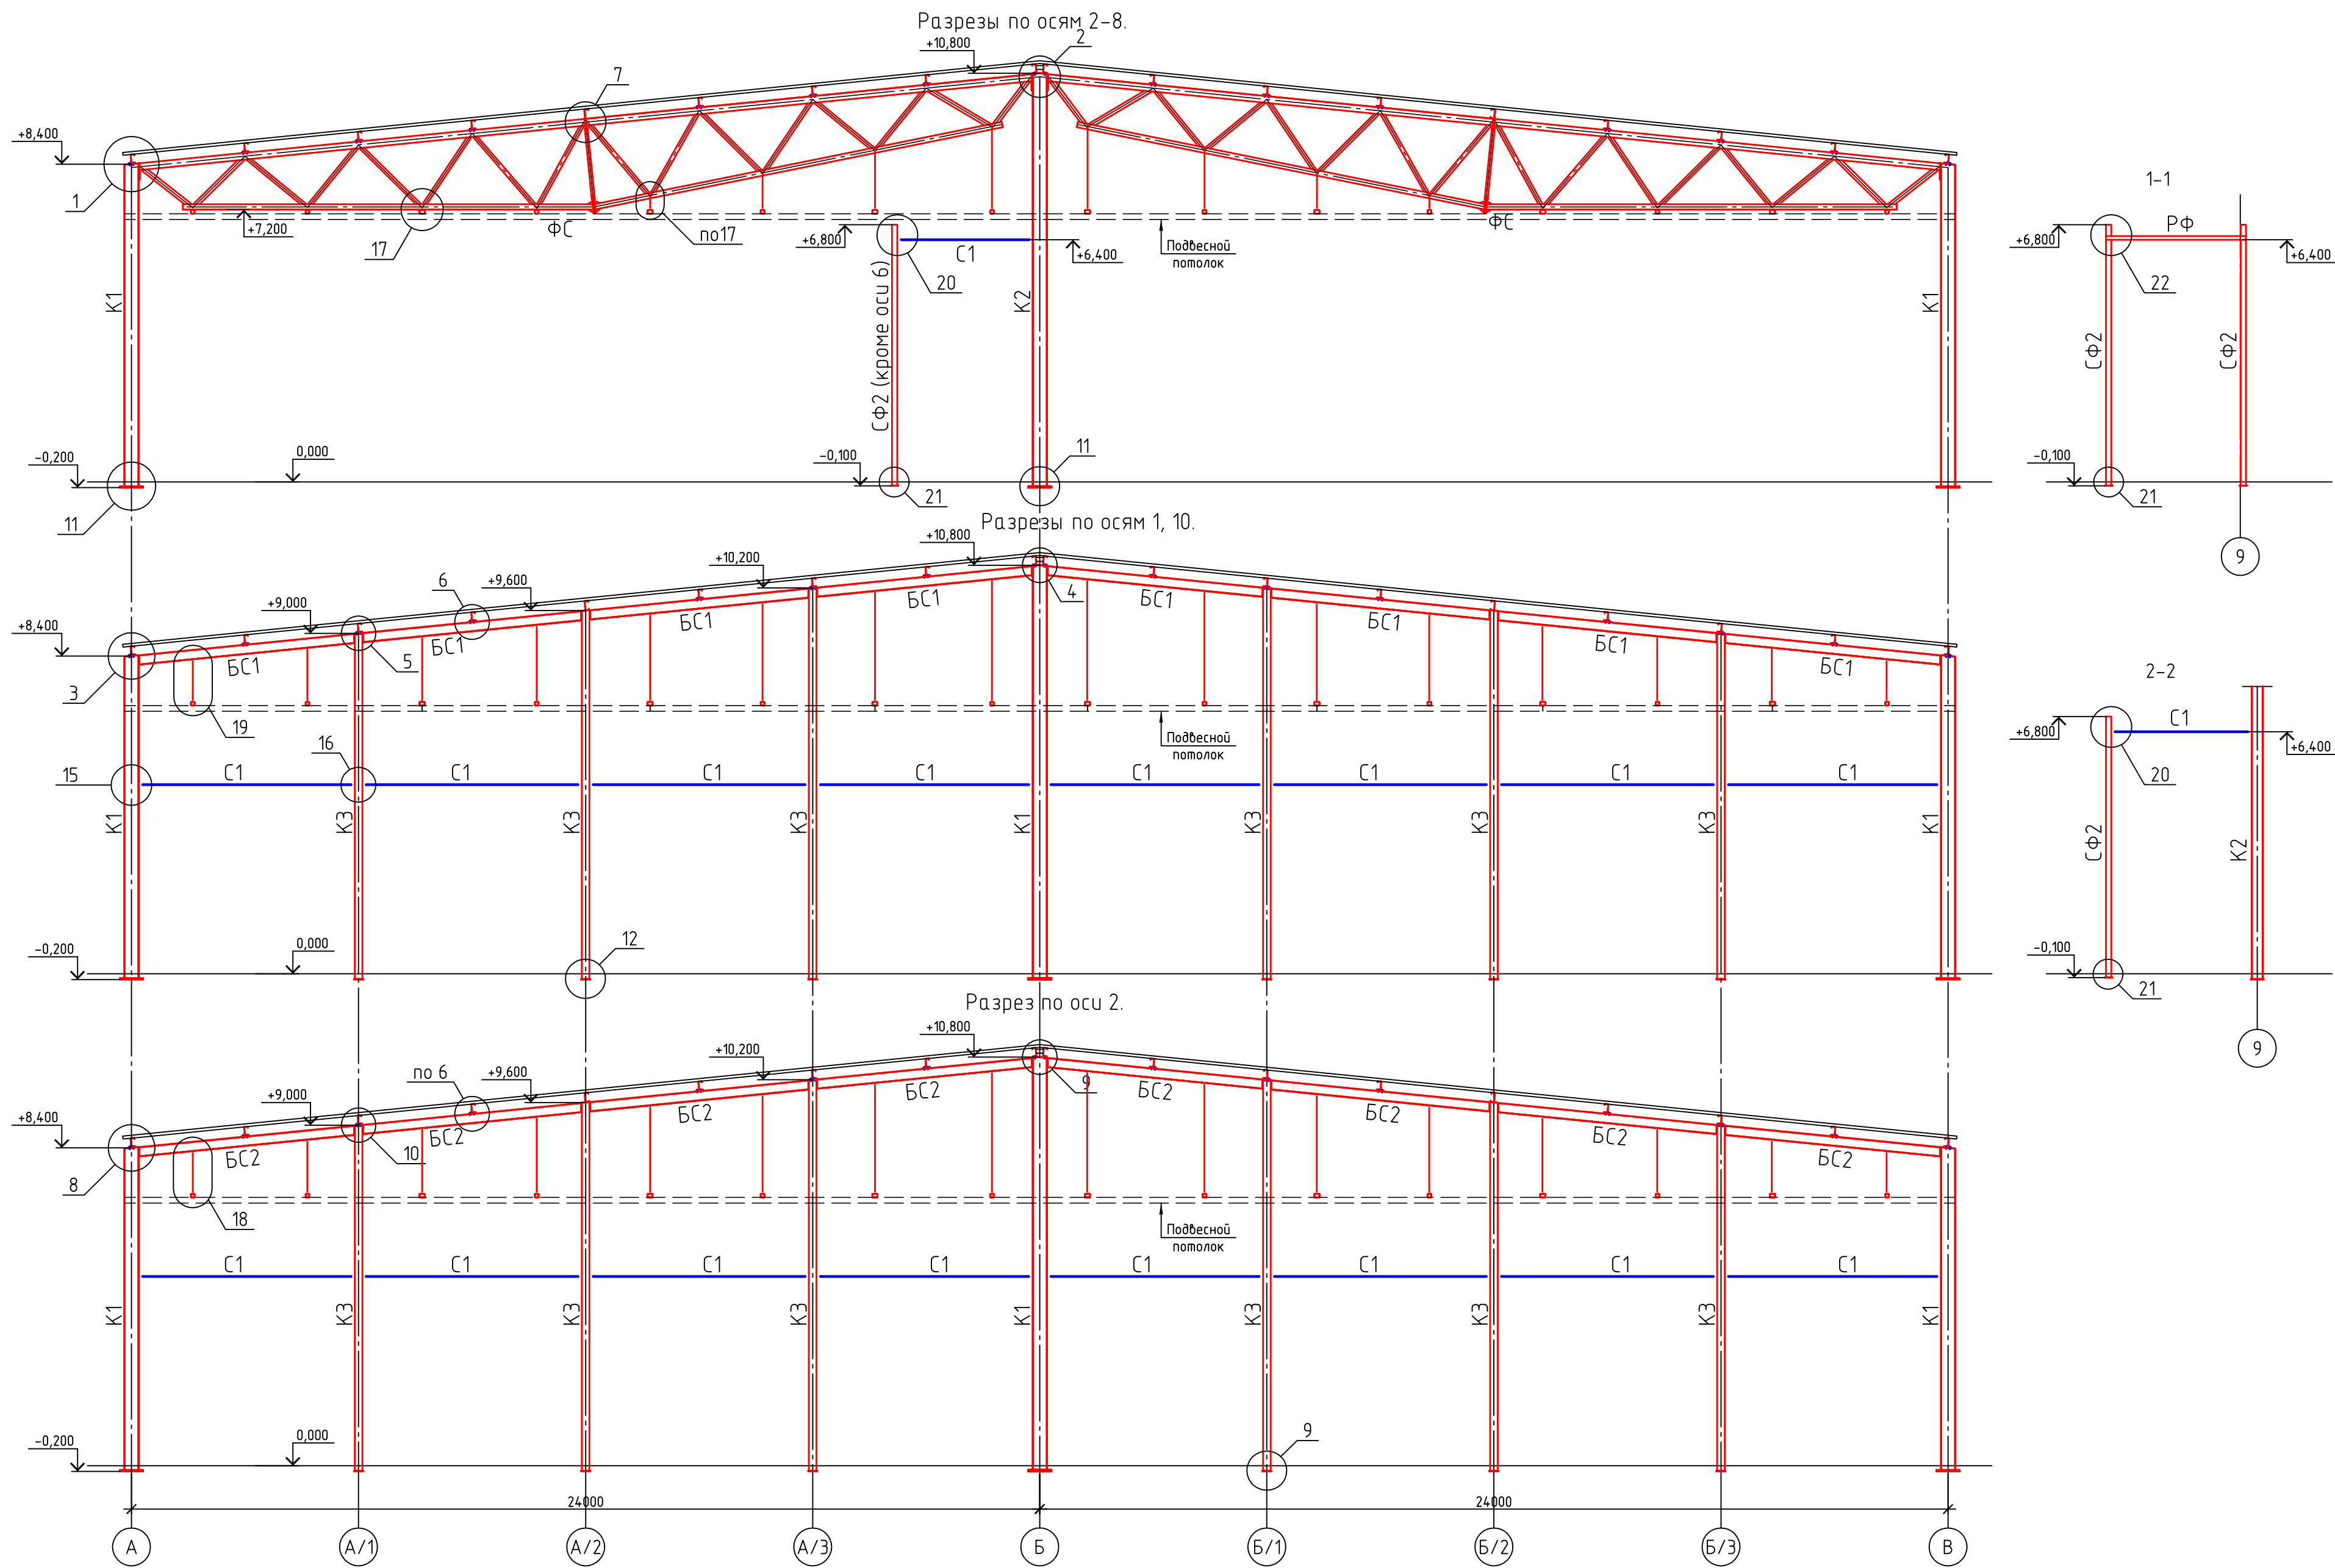 Разрезы по осям 2-8.
+10,800
2
7
+8,400
1
+7,200
17
ФС
по17
+6,800
С1
+6,400
20
Подвесной
потолок
ФС
К1
СФ2 (кроме оси 6)
К2
К1
-0,200
0,000
-0,100
11
11
21
1-1
+6,800
РФ
+6,400
22
СФ2
СФ2
-0,100
21
9
Разрезы по осям 1, 10.
+10,800
+10,200
+9,600
6
+9,000
+8,400
3
БС1
5
БС1
БС1
БС1
4
БС1
БС1
БС1
БС1
19
16
15
Подвесной
потолок
С1
С1
С1
С1
С1
С1
С1
С1
К1
К3
К3
К3
К1
К3
К3
К3
К1
-0,200
0,000
12
2-2
+6,800
С1
+6,400
20
СФ2
К2
-0,100
21
9
Разрез по оси 2.
+10,800
+10,200
+9,600
по 6
+9,000
+8,400
8
БС2
10
БС2
БС2
БС2
9
БС2
БС2
БС2
БС2
18
Подвесной
потолок
С1
С1
С1
С1
С1
С1
С1
С1
К1
К3
К3
К3
К1
К3
К3
К3
К1
-0,200
0,000
9
24000
24000
А
А/1
А/2
А/3
Б
Б/1
Б/2
Б/3
В